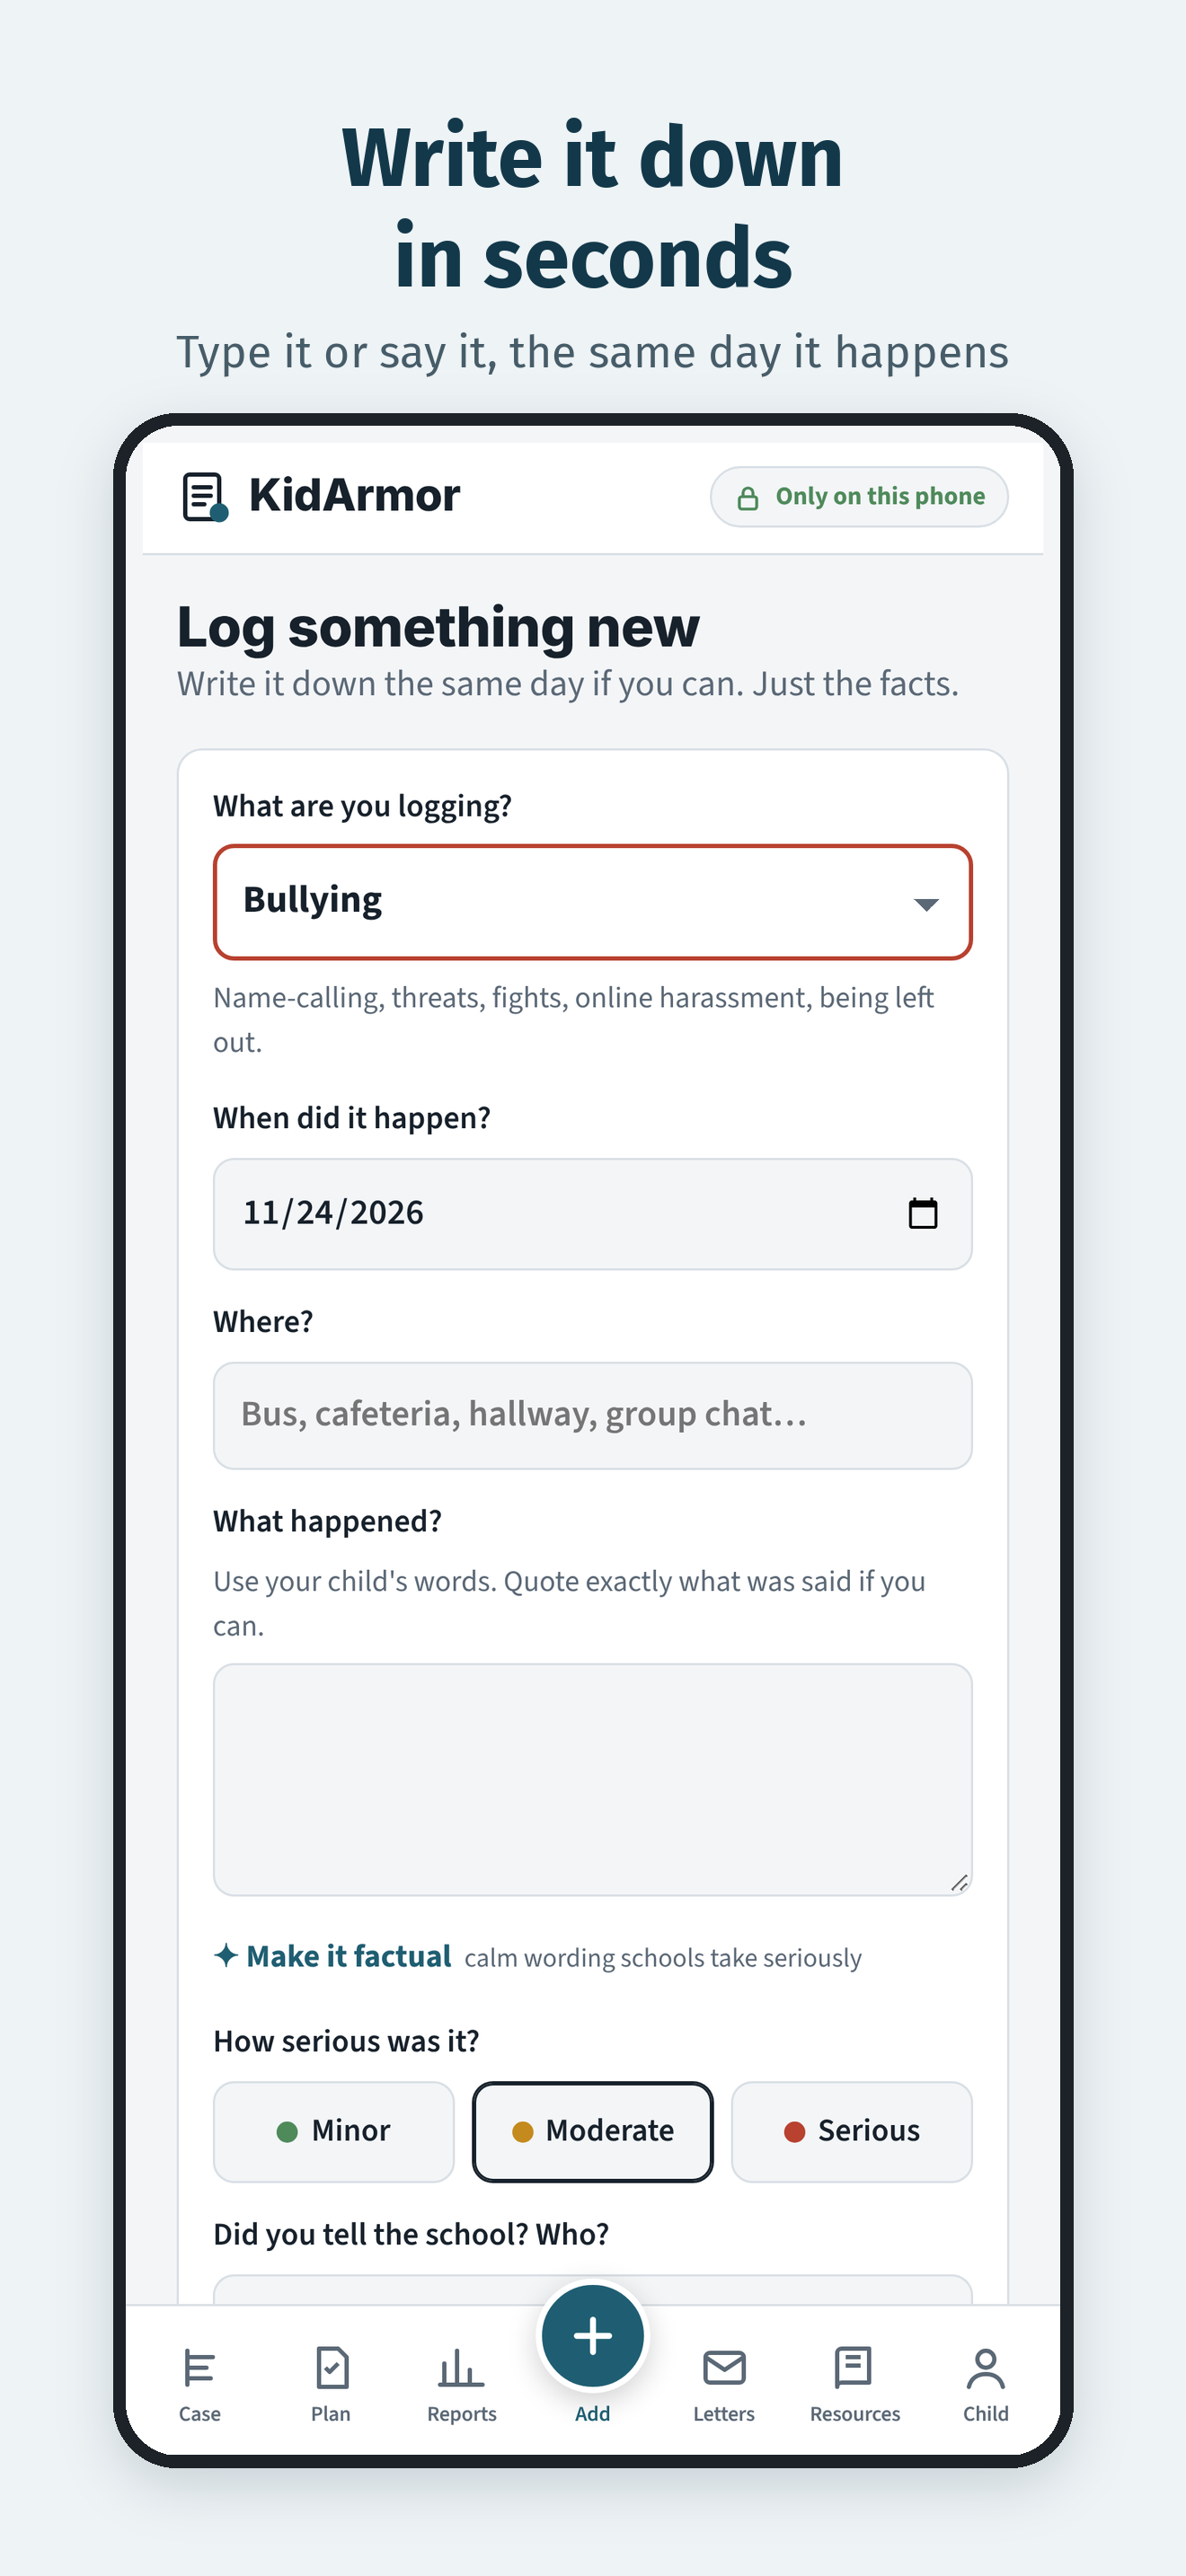 Write it down
in seconds
Type it or say it, the same day it happens
KidArmor
Only on this phone
Log something new
Write it down the same day if you can. Just the facts.
What are you logging?
Bullying
Name-calling, threats, fights, online harassment, being left
out.
When did it happen?
11/24/2026
Where?
Bus, cafeteria, hallway, group chat...
What happened?
Use your child's words. Quote exactly what was said if you
can.
Make it factual calm wording schools take seriously
How serious was it?
Minor Moderate Serious
Did you tell the school? Who?
Case Plan Reports Add Letters Resources Child